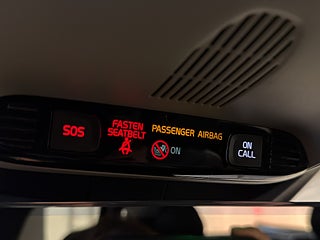 SOS
FASTEN
SEATBELT
PASSENGER AIRBAG
ON
ON
CALL